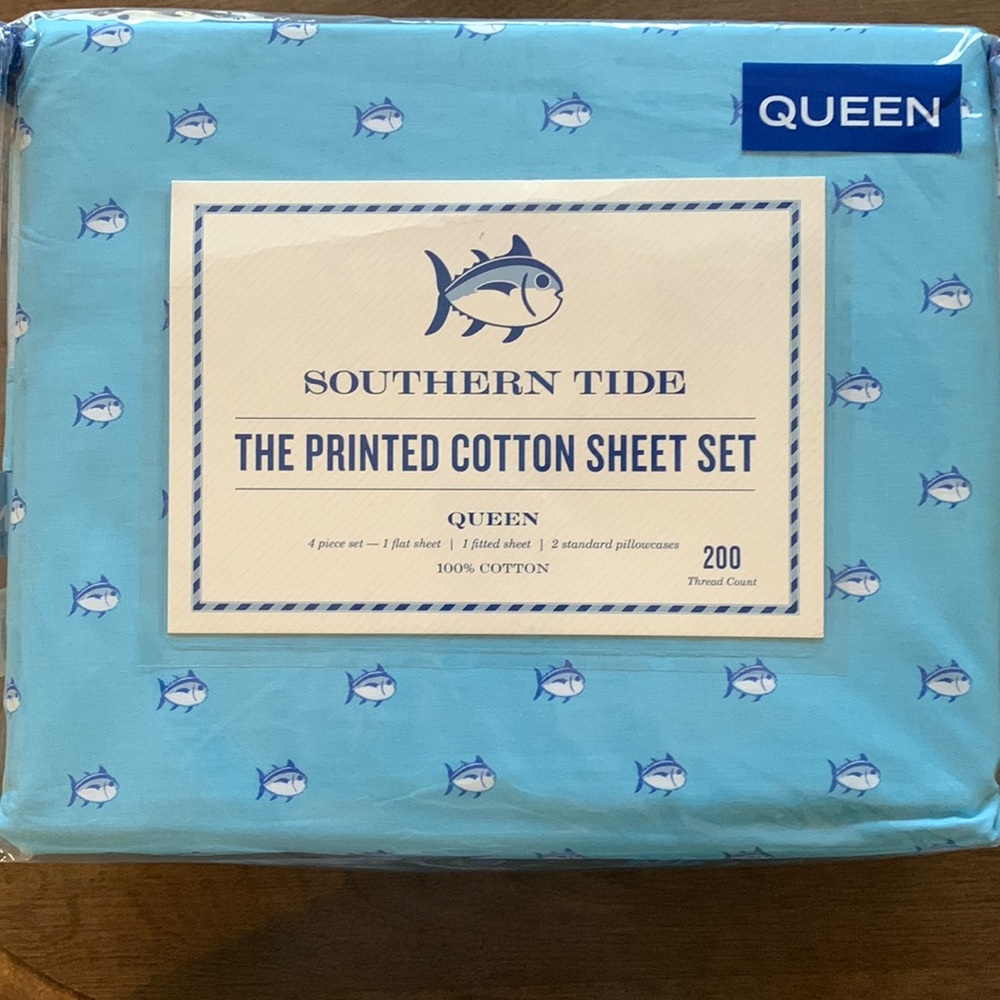 QUEEN
SOUTHERN TIDE
THE PRINTED COTTON SHEET SET
QUEEN
4 piece set — 1 flat sheet | 1 fitted sheet | 2 standard pillowcases
100% COTTON
200
Thread Count